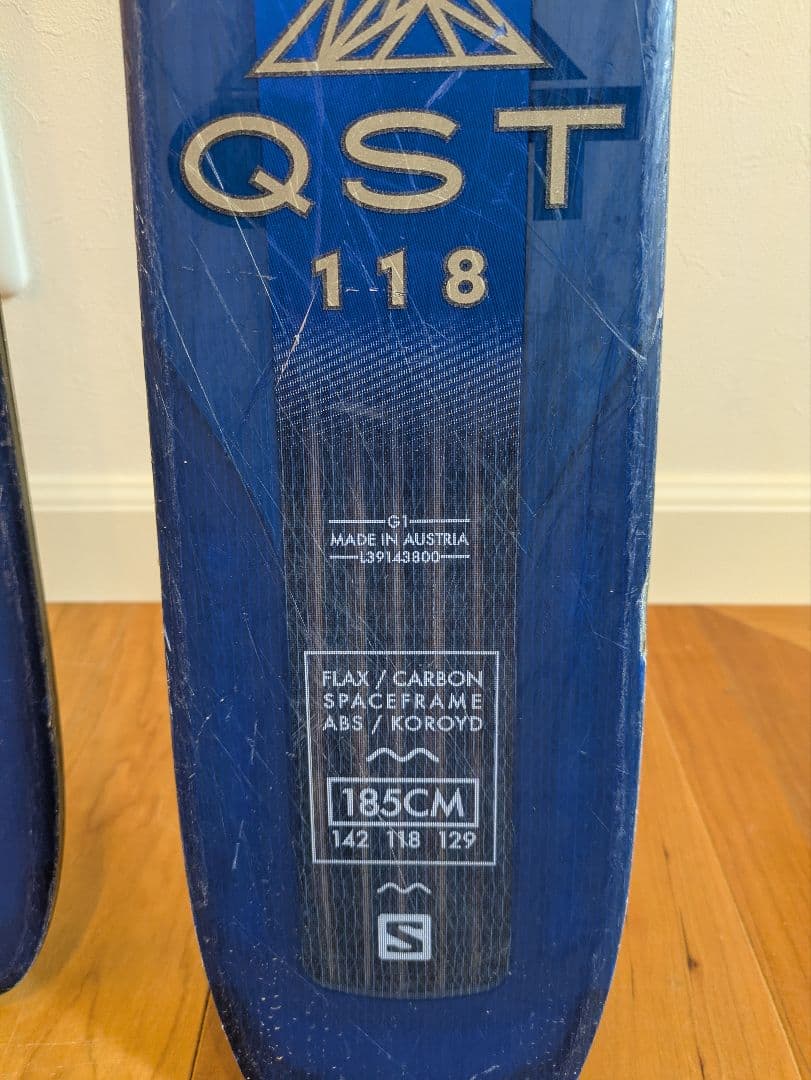 QST
118
G1
MADE IN AUSTRIA
L39143800
FLAX / CARBON
SPACEFRAME
ABS / KOROYD
185CM
142 118 129
S